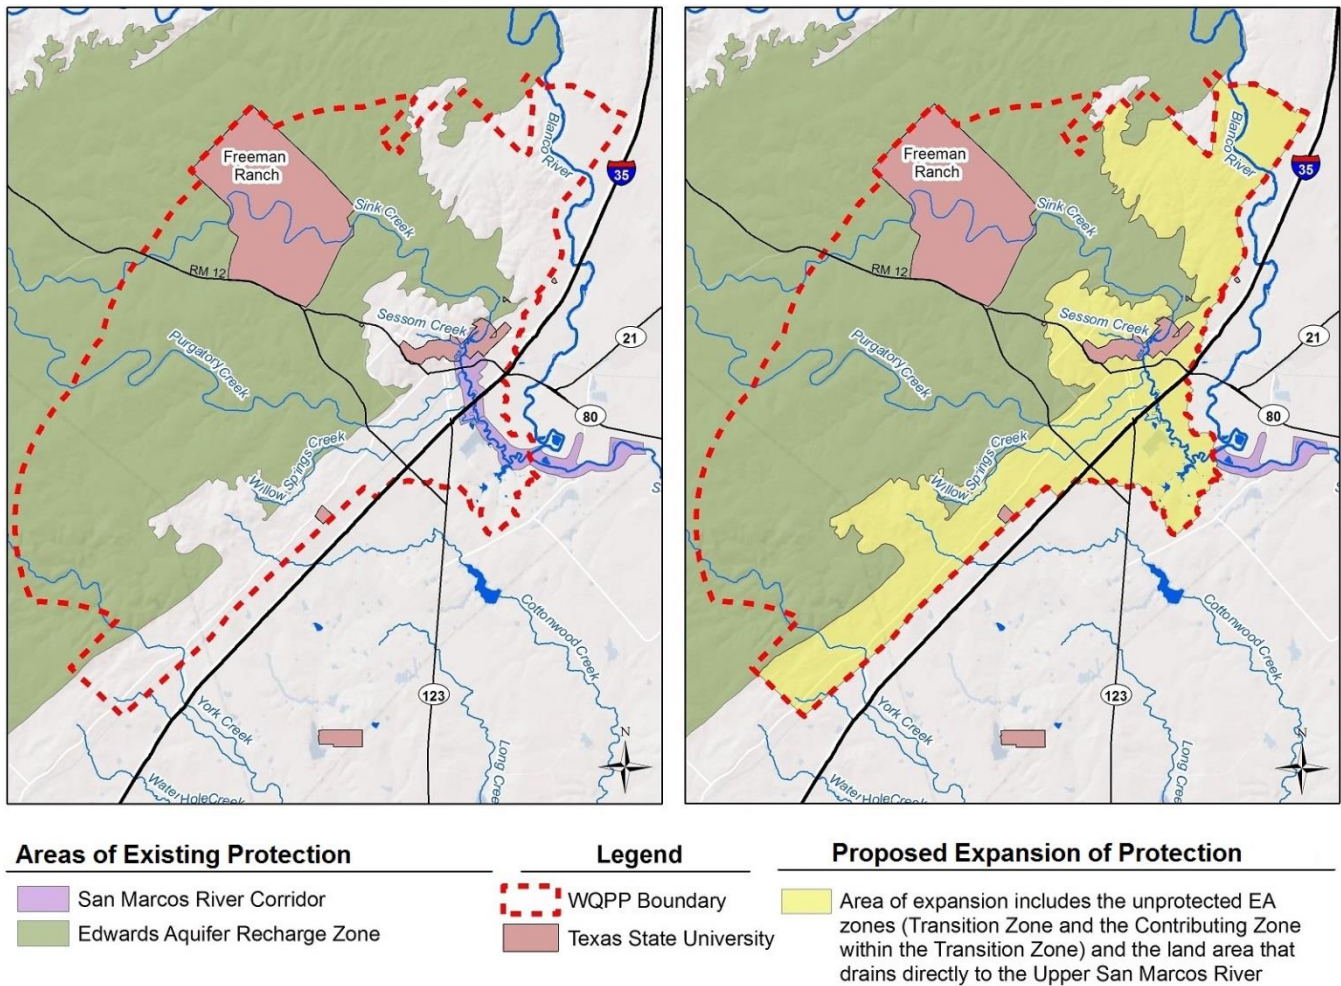 Blanco
River
Freeman
Ranch
35
Sink Creek
RM 12
Sessom Creek
21
Purgatory Creek
80
Willow
Springs Creek
S
Cottonwood Creek
123
York Creek
N
Long Cree
Water Hole Creek
Blanco
River
Freeman
Ranch
35
Sink Creek
RM 12
Sessom Creek
21
Purgatory Creek
80
Willow
Springs Creek
S
Cottonwood Creek
123
York Creek
N
Long Cree
Water Hole Creek
Areas of Existing Protection
San Marcos River Corridor
Edwards Aquifer Recharge Zone
Legend
WQPP Boundary
Texas State University
Proposed Expansion of Protection
Area of expansion includes the unprotected EA
zones (Transition Zone and the Contributing Zone
within the Transition Zone) and the land area that
drains directly to the Upper San Marcos River